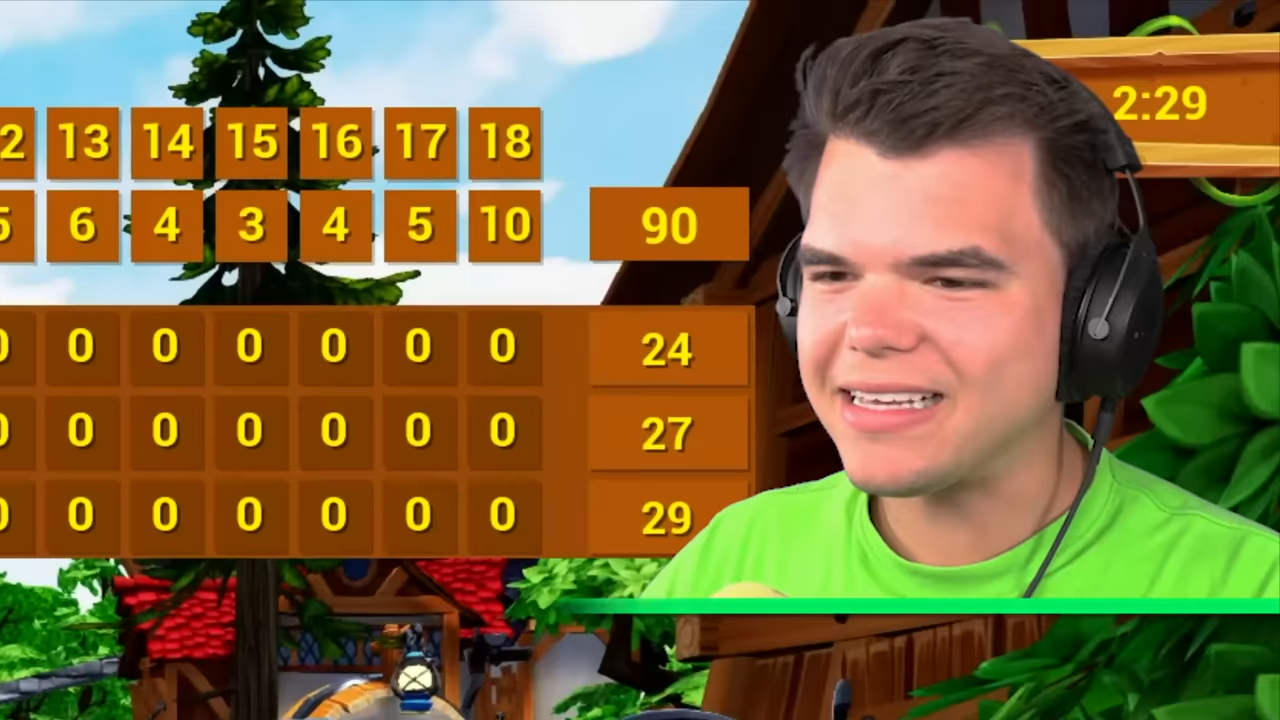 2:29
2 13 14 15 16 17 18
5 6 4 3 4 5 10 90
0 0 0 0 0 0 0 24
0 0 0 0 0 0 0 27
0 0 0 0 0 0 0 29